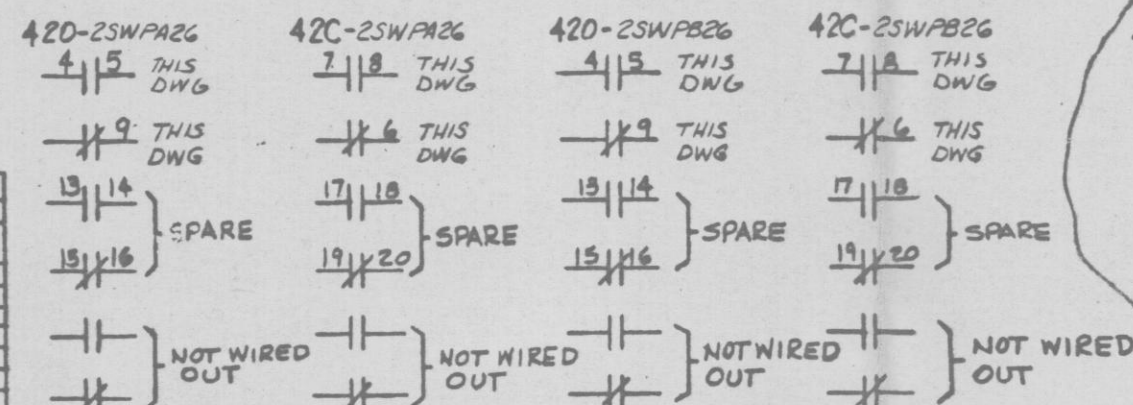 420-2SWPA26
4 5 THIS
DWG
9 THIS
DWG
13 14
SPARE
15 16
NOT WIRED
OUT
42C-2SWPA26
7 8 THIS
DWG
6 THIS
DWG
17 18
SPARE
19 20
NOT WIRED
OUT
420-2SWPB26
4 5 THIS
DWG
9 THIS
DWG
13 14
SPARE
15 16
NOT WIRED
OUT
42C-2SWPB26
7 8 THIS
DWG
6 THIS
DWG
17 18
SPARE
19 20
NOT WIRED
OUT